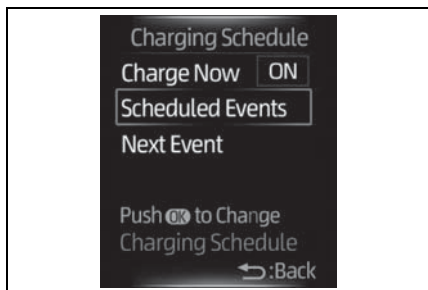 Charging Schedule
Charge Now ON
Scheduled Events
Next Event
Push OK to Change
Charging Schedule
:Back